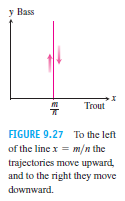 y Bass
m
n
Trout
x
FIGURE 9.27 To the left
of the line x = m/n the
trajectories move upward,
and to the right they move
downward.